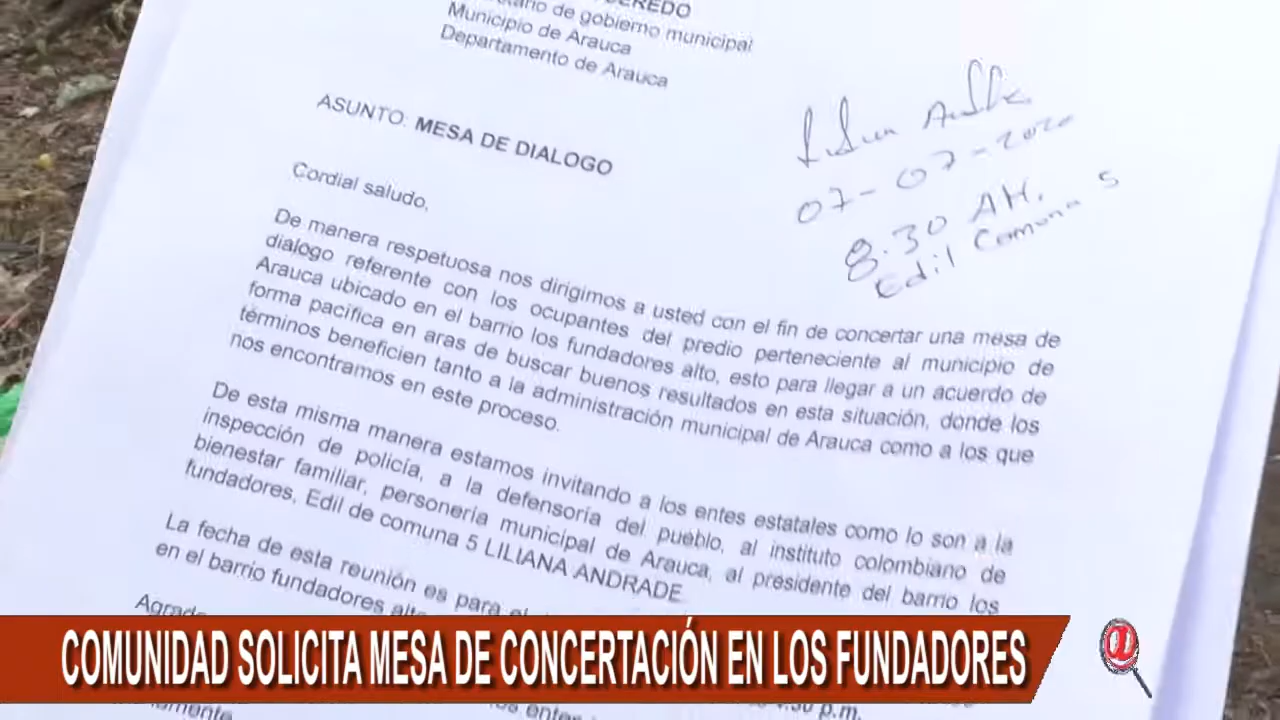 de gobierno municipal
Municipio de Arauca
Departamento de Arauca
ASUNTO: MESA DE DIALOGO
07-07-2020
8:30 AM.
Edil Comuna 5
Cordial saludo,
De manera respetuosa nos dirigimos a usted con el fin de concertar una mesa de
dialogo referente con los ocupantes del predio perteneciente al municipio de
Arauca ubicado en el barrio los fundadores alto, esto para llegar a un acuerdo de
forma pacifica en aras de buscar buenos resultados en esta situación, donde los
términos beneficien tanto a la administración municipal de Arauca como a los que
nos encontramos en este proceso.
De esta misma manera estamos invitando a los entes estatales como lo son a la
inspección de policía, a la defensoría del pueblo, al instituto colombiano de
bienestar familiar, personería municipal de Arauca, al presidente del barrio los
fundadores, Edil de comuna 5 LILIANA ANDRADE.
La fecha de esta reunión es para el
en el barrio fundadores alto
COMUNIDAD SOLICITA MESA DE CONCERTACIÓN EN LOS FUNDADORES
p.m.